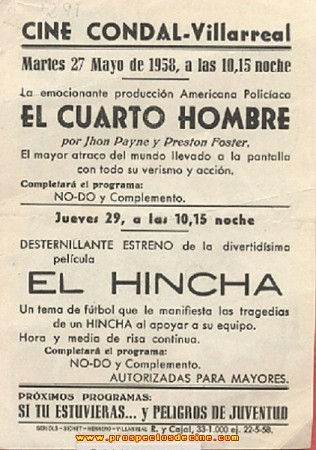 CINE CONDAL-Villarreal
Martes 27 Mayo de 1958, a las 10,15 noche
La emocionante producción Americana Policíaca
EL CUARTO HOMBRE
por Jhon Payne y Preston Foster.
El mayor atraco del mundo llevado a la pantalla
con todo su verismo y acción.
Completará el programa:
NO-DO y Complemento.
Jueves 29, a las 10,15 noche
DESTERNILLANTE ESTRENO de la divertidísima
película
EL HINCHA
Un tema de fútbol que le manifiesta las tragedias
de un HINCHA al apoyar a su equipo.
Hora y media de risa continua.
Completará el programa:
NO-DO y Complemento.
AUTORIZADAS PARA MAYORES.
PRÓXIMOS PROGRAMAS:
SI TU ESTUVIERAS... y PELIGROS DE JUVENTUD
HERRERO-VILLARREAL R. y Cajal, 33-1.000 ej. 22-5-58.
www.prospectosdecine.com